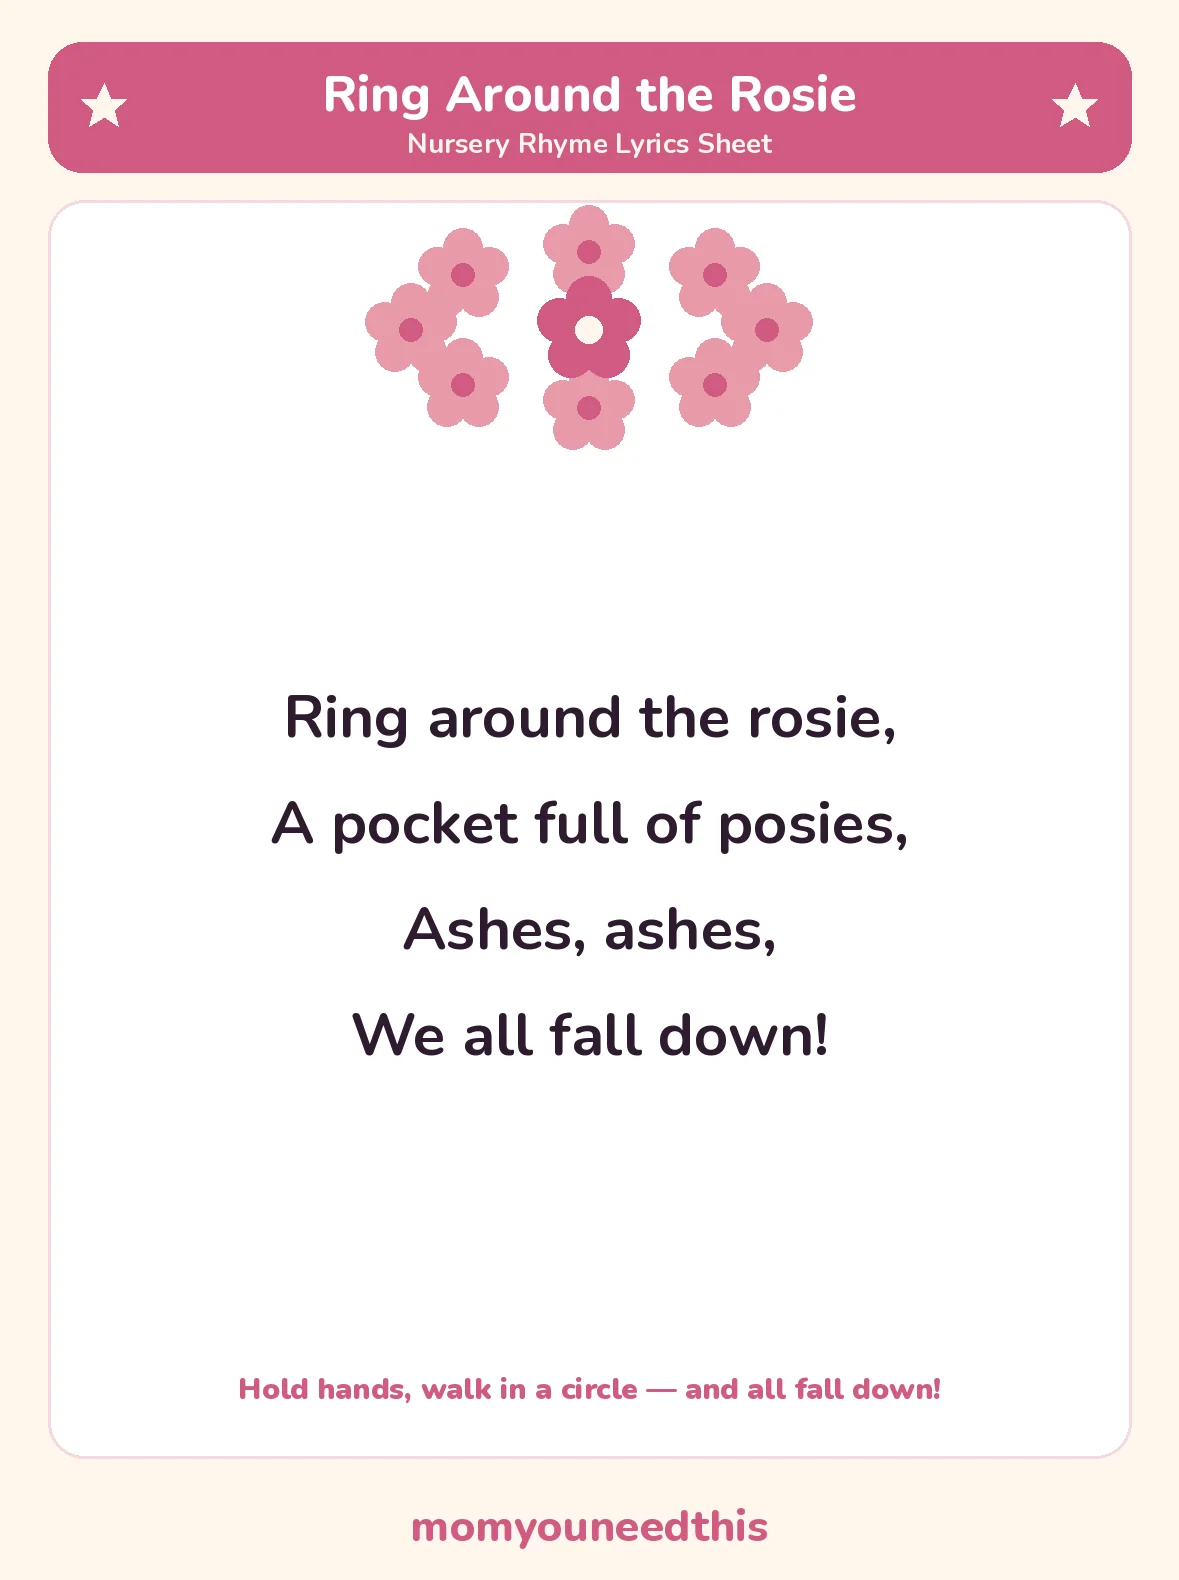 Ring Around the Rosie
Nursery Rhyme Lyrics Sheet
Ring around the rosie,
A pocket full of posies,
Ashes, ashes,
We all fall down!
Hold hands, walk in a circle — and all fall down!
momyouneedthis